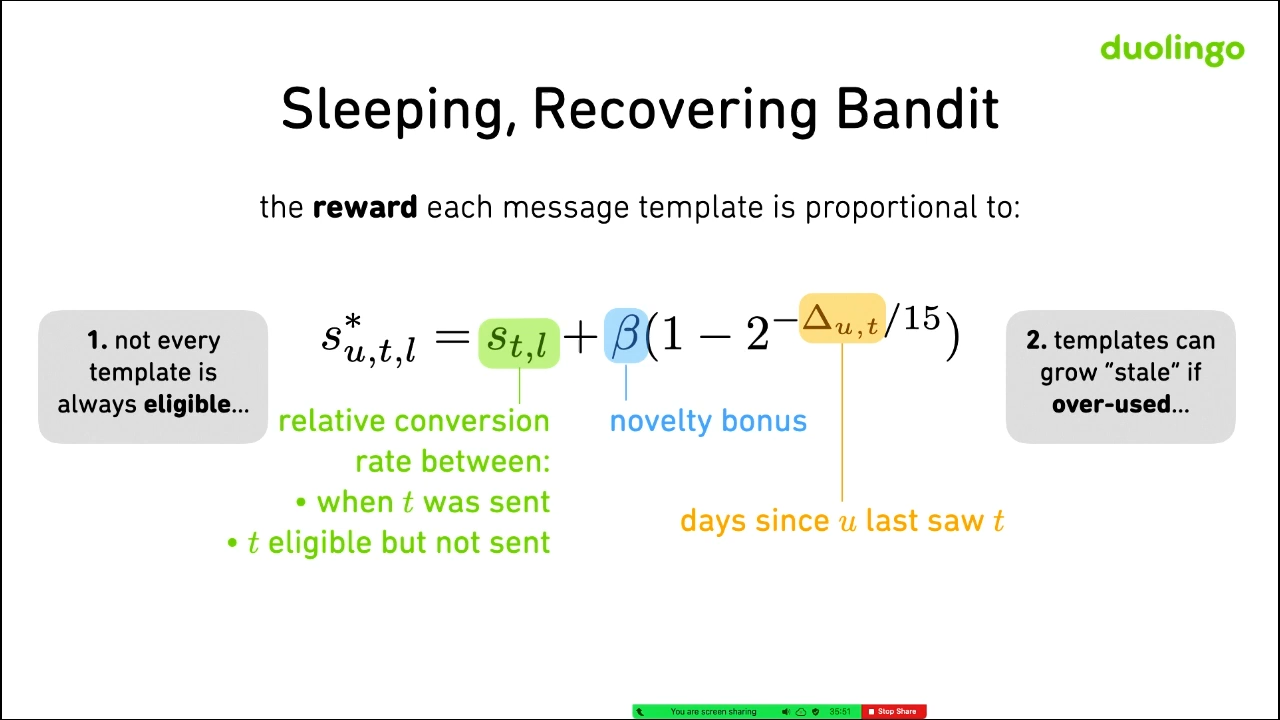 duolingo
Sleeping, Recovering Bandit
the reward each message template is proportional to:
1. not every
template is
always eligible...
s*u,t,l = st,l + β(1 − 2^−Δu,t/15)
2. templates can
grow "stale" if
over-used...
relative conversion
rate between:
• when t was sent
• t eligible but not sent
novelty bonus
days since u last saw t
You are screen sharing
35:51
Stop Share